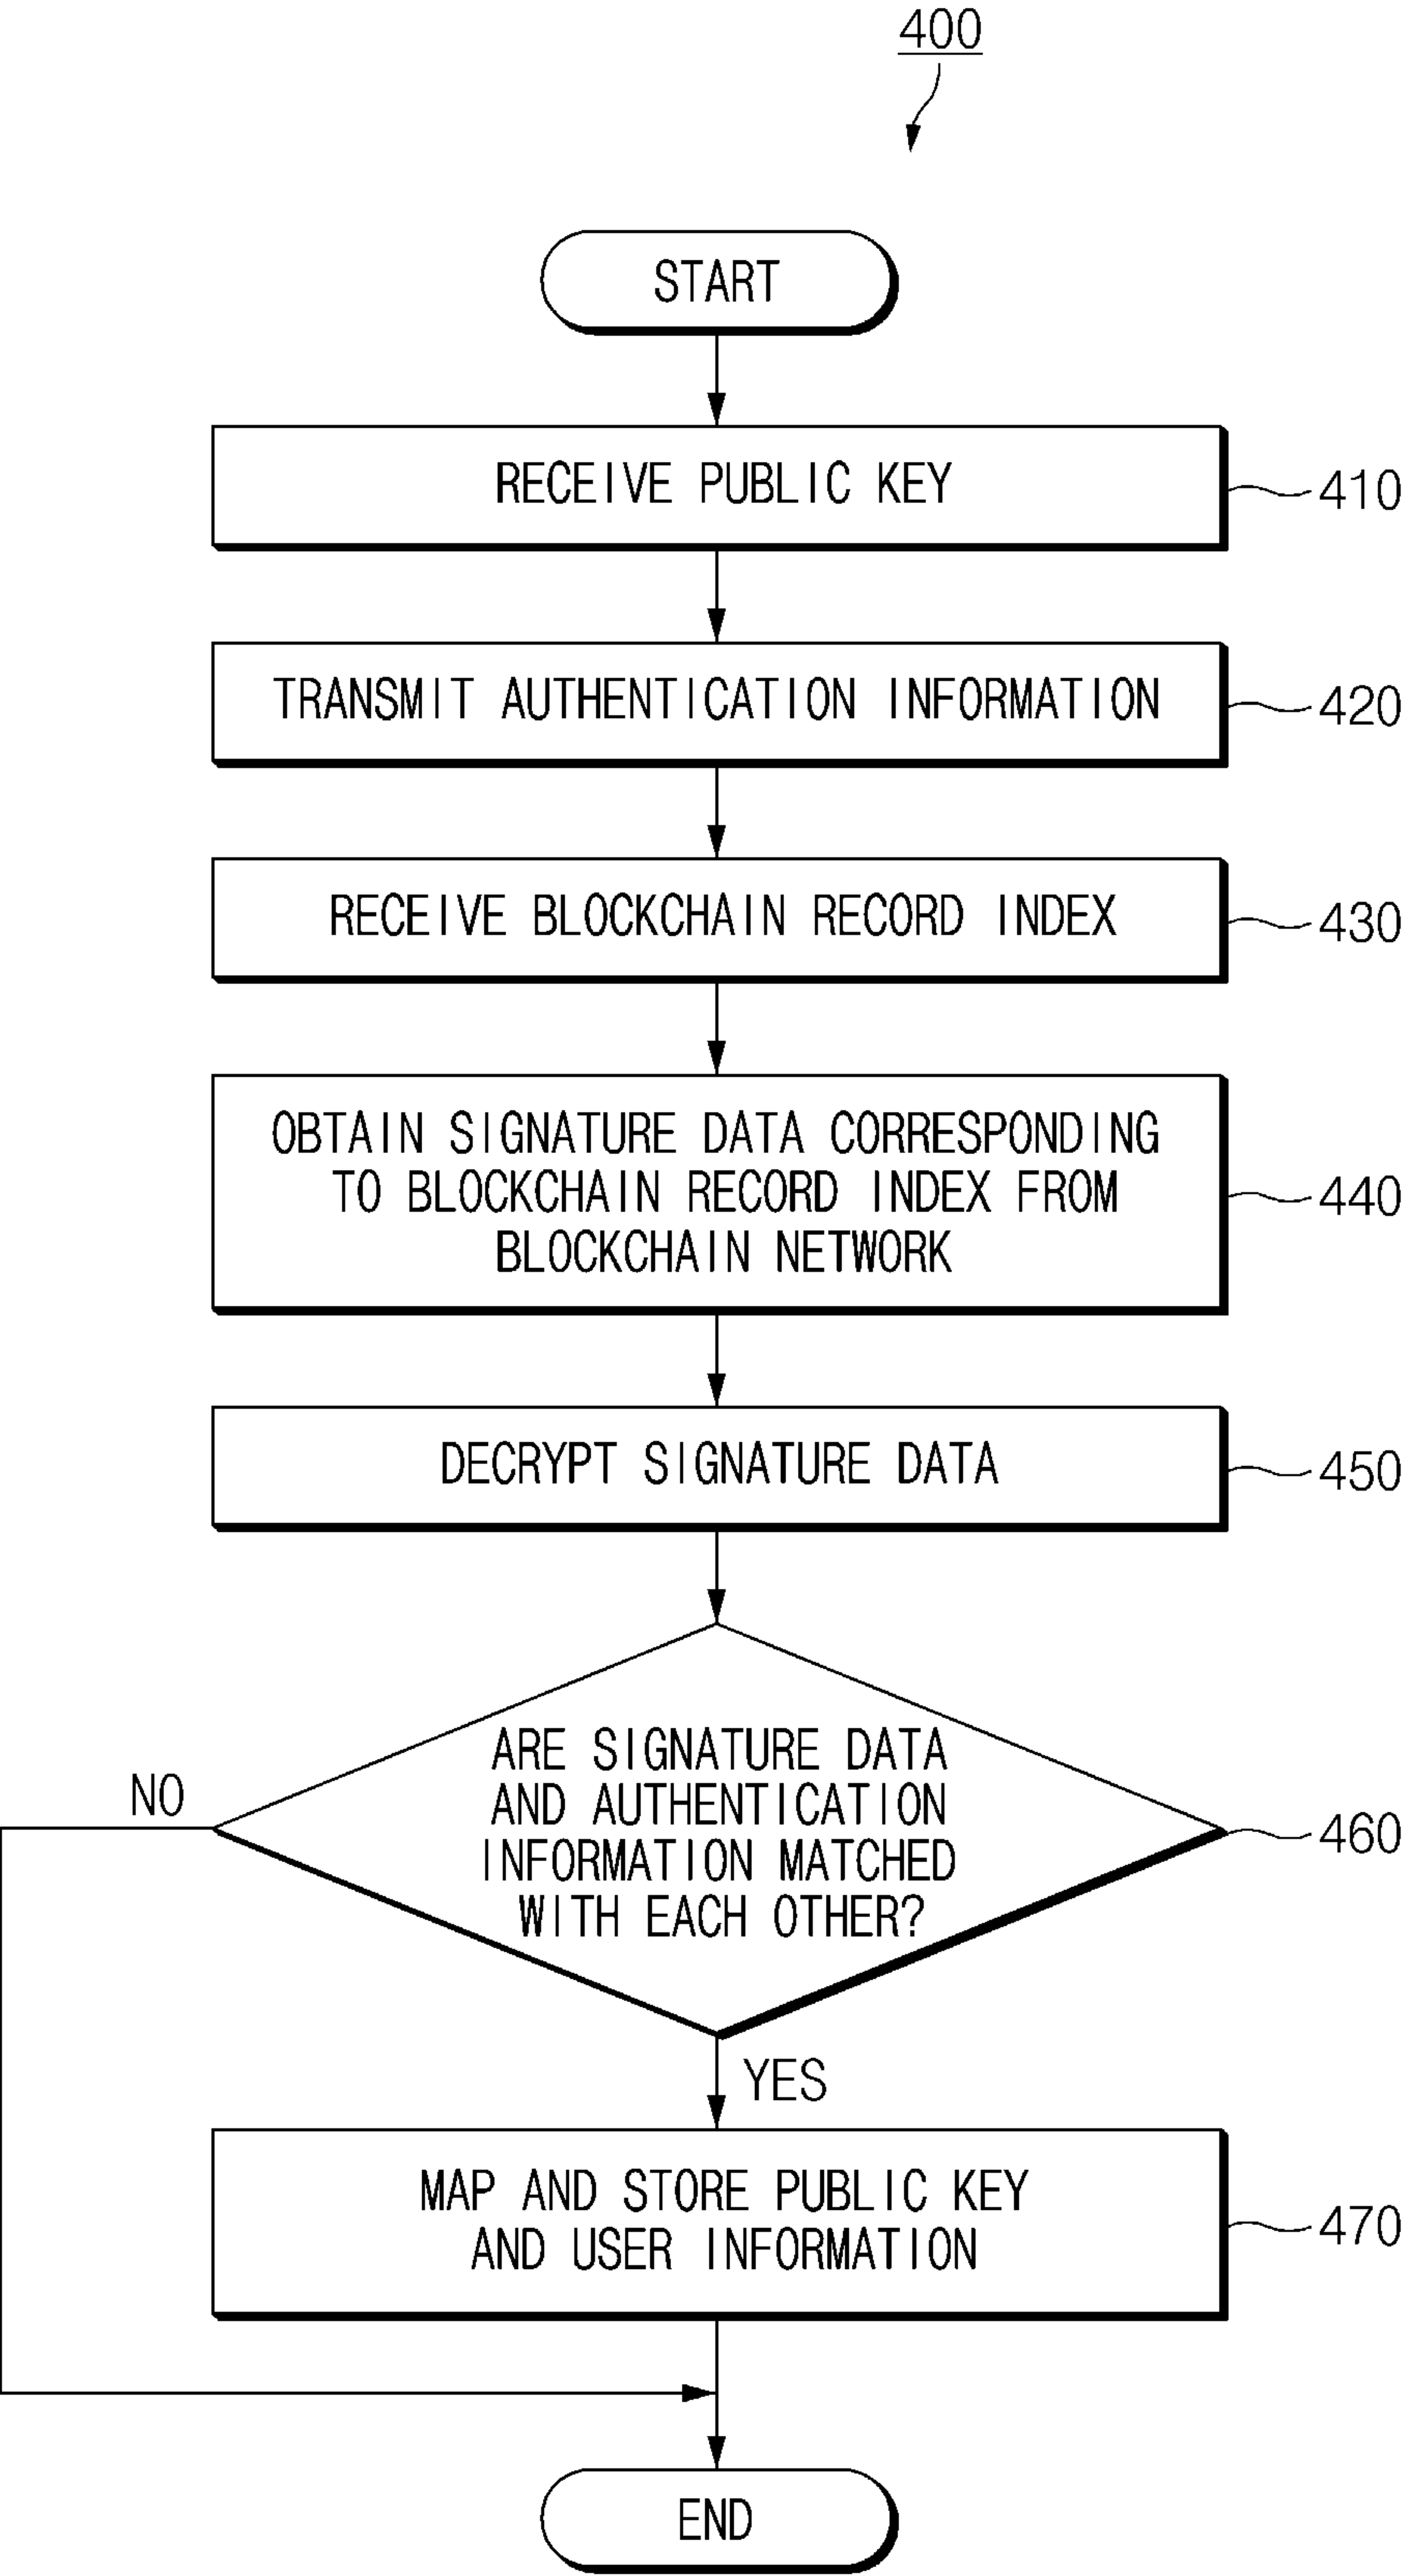 400
START
RECEIVE PUBLIC KEY
410
TRANSMIT AUTHENTICATION INFORMATION
420
RECEIVE BLOCKCHAIN RECORD INDEX
430
OBTAIN SIGNATURE DATA CORRESPONDING
TO BLOCKCHAIN RECORD INDEX FROM
BLOCKCHAIN NETWORK
440
DECRYPT SIGNATURE DATA
450
ARE SIGNATURE DATA
AND AUTHENTICATION
INFORMATION MATCHED
WITH EACH OTHER?
460
NO
YES
MAP AND STORE PUBLIC KEY
AND USER INFORMATION
470
END